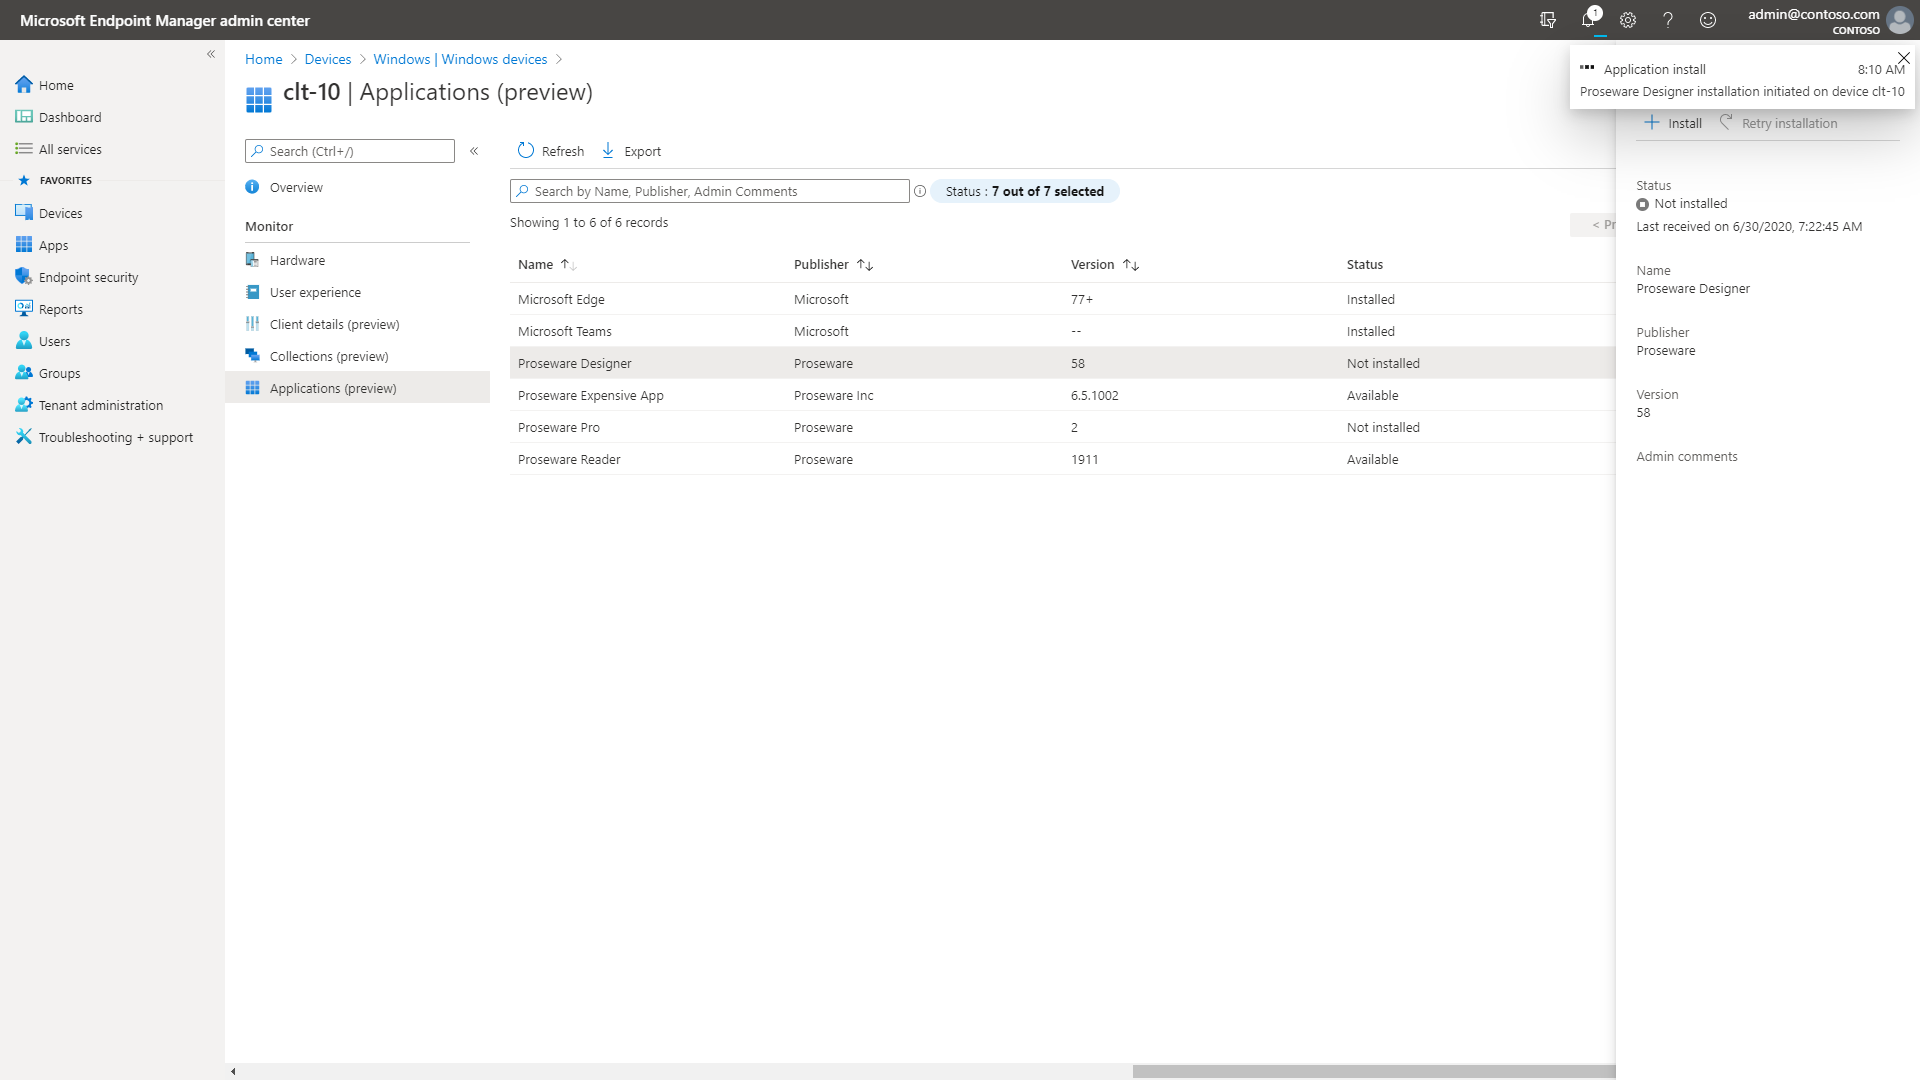 Microsoft Endpoint Manager admin center
1
admin@contoso.com
CONTOSO
Home
Dashboard
All services
FAVORITES
Devices
Apps
Endpoint security
Reports
Users
Groups
Tenant administration
Troubleshooting + support
Home > Devices > Windows | Windows devices >
clt-10 | Applications (preview)
Search (Ctrl+/)
Overview
Monitor
Hardware
User experience
Client details (preview)
Collections (preview)
Applications (preview)
Refresh Export
Search by Name, Publisher, Admin Comments
Status : 7 out of 7 selected
Showing 1 to 6 of 6 records
< Pr
Name Publisher Version Status
Microsoft Edge Microsoft 77+ Installed
Microsoft Teams Microsoft -- Installed
Proseware Designer Proseware 58 Not installed
Proseware Expensive App Proseware Inc 6.5.1002 Available
Proseware Pro Proseware 2 Not installed
Proseware Reader Proseware 1911 Available
Application install 8:10 AM
Proseware Designer installation initiated on device clt-10
Install Retry installation
Status
Not installed
Last received on 6/30/2020, 7:22:45 AM
Name
Proseware Designer
Publisher
Proseware
Version
58
Admin comments